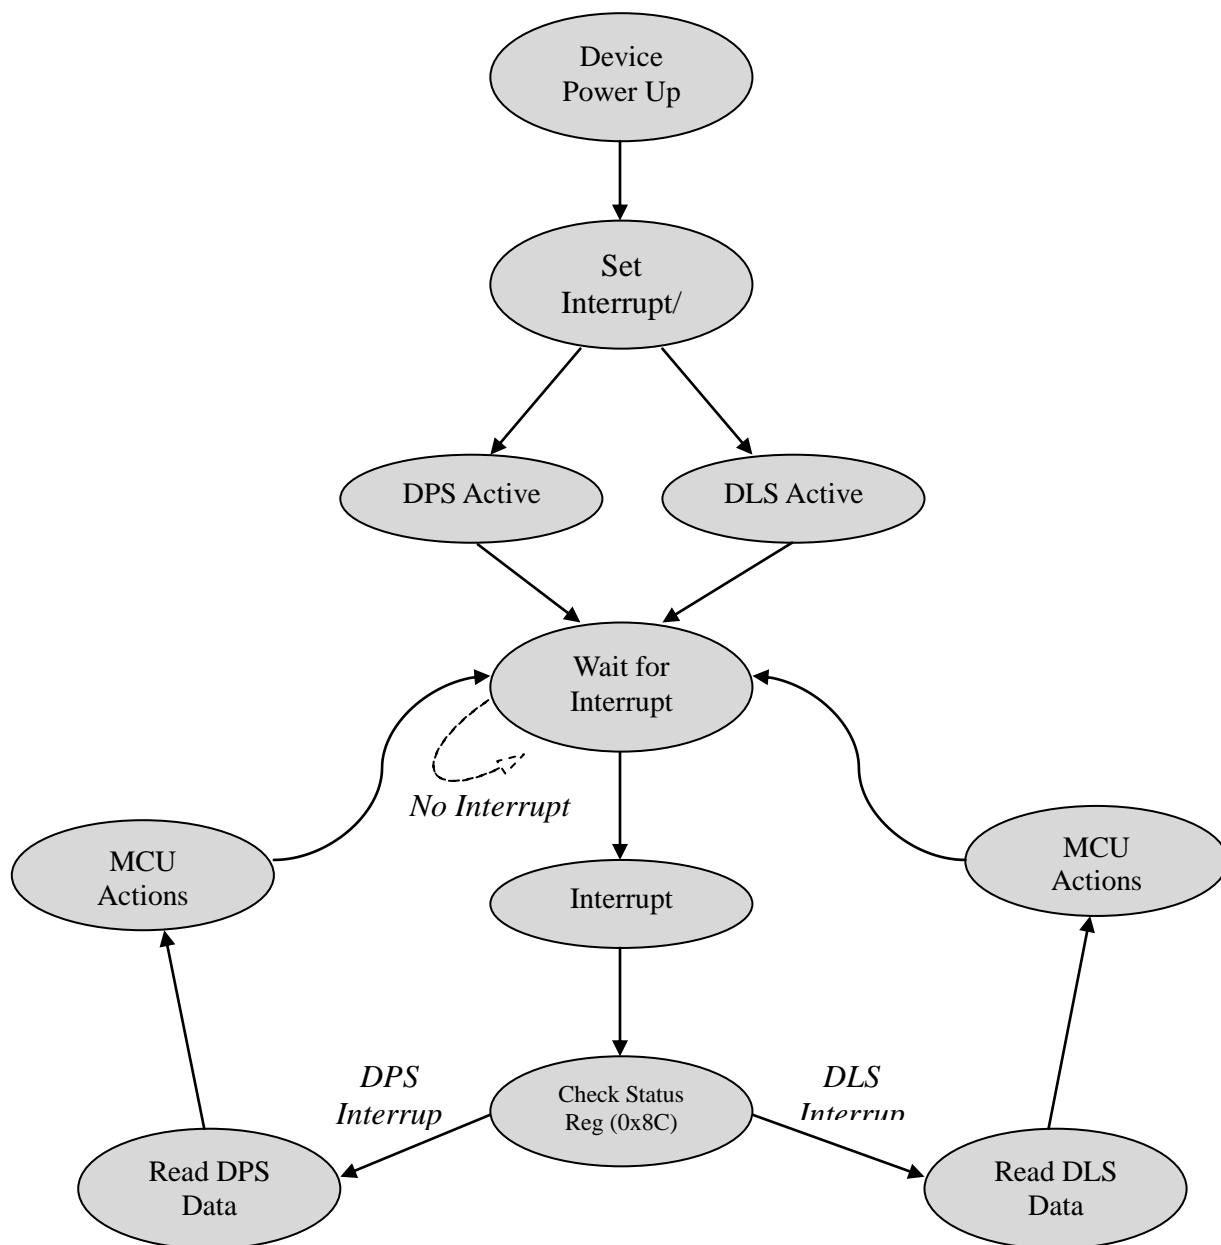 Device
Power Up
Set
Interrupt/
DPS Active
DLS Active
Wait for
Interrupt
No Interrupt
MCU
Actions
MCU
Actions
Interrupt
DPS
Interrup
Check Status
Reg (0x8C)
DLS
Interrup
Read DPS
Data
Read DLS
Data